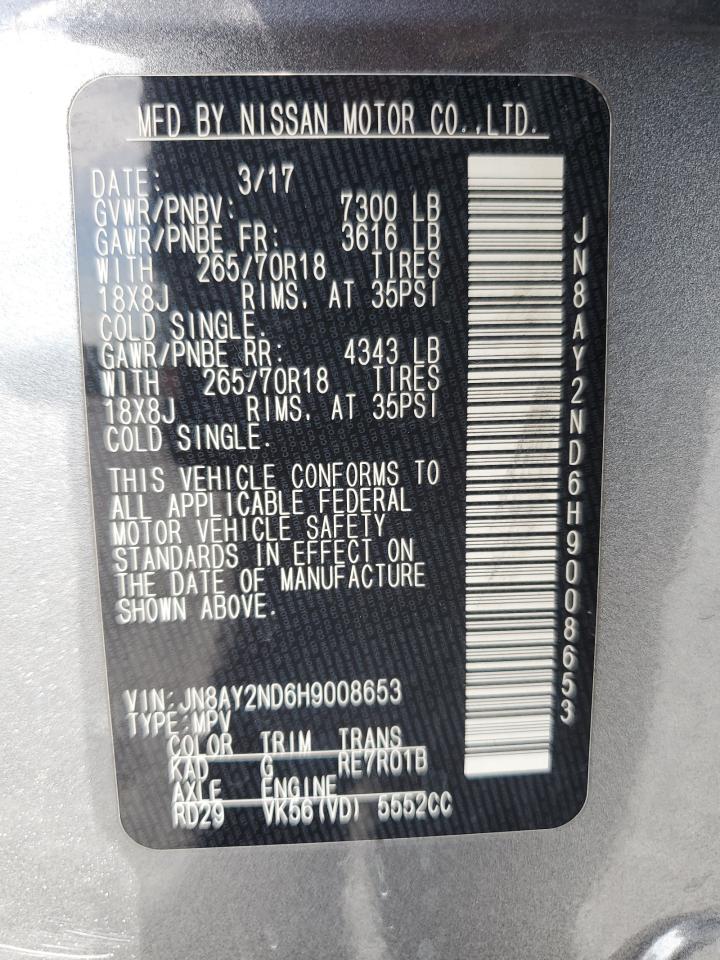 MFD BY NISSAN MOTOR CO.,LTD.
DATE: 3/17
GVWR/PNBV: 7300 LB
GAWR/PNBE FR: 3616 LB
WITH 265/70R18 TIRES
18X8J RIMS. AT 35PSI
COLD SINGLE.
GAWR/PNBE RR: 4343 LB
WITH 265/70R18 TIRES
18X8J RIMS. AT 35PSI
COLD SINGLE.
THIS VEHICLE CONFORMS TO
ALL APPLICABLE FEDERAL
MOTOR VEHICLE SAFETY
STANDARDS IN EFFECT ON
THE DATE OF MANUFACTURE
SHOWN ABOVE.
VIN:JN8AY2ND6H9008653
TYPE:MPV
COLOR TRIM TRANS
KAD G RE7R01B
AXLE ENGINE
RD29 VK56(VD) 5552CC
JN8AY2ND6H9008653